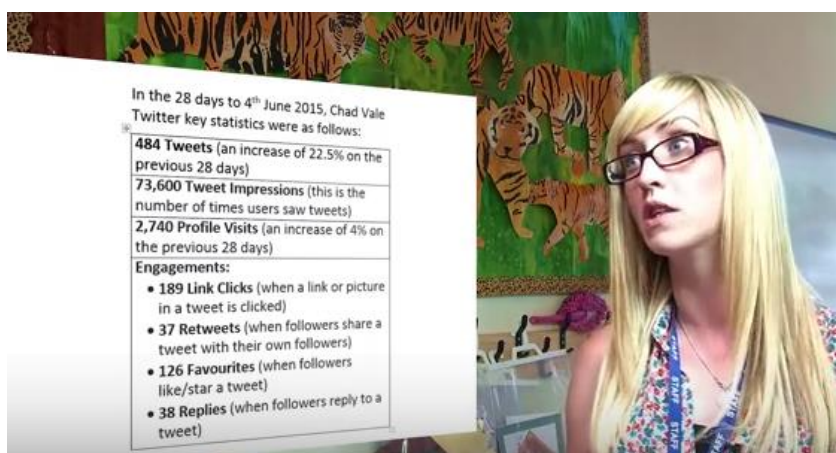 In the 28 days to 4th June 2015, Chad Vale
Twitter key statistics were as follows:
484 Tweets (an increase of 22.5% on the
previous 28 days)
73,600 Tweet Impressions (this is the
number of times users saw tweets)
2,740 Profile Visits (an increase of 4% on
the previous 28 days)
Engagements:
• 189 Link Clicks (when a link or picture
in a tweet is clicked)
• 37 Retweets (when followers share a
tweet with their own followers)
• 126 Favourites (when followers
like/star a tweet)
• 38 Replies (when followers reply to a
tweet)
STAFF
STAFF
STAFF
STAFF
STAFF